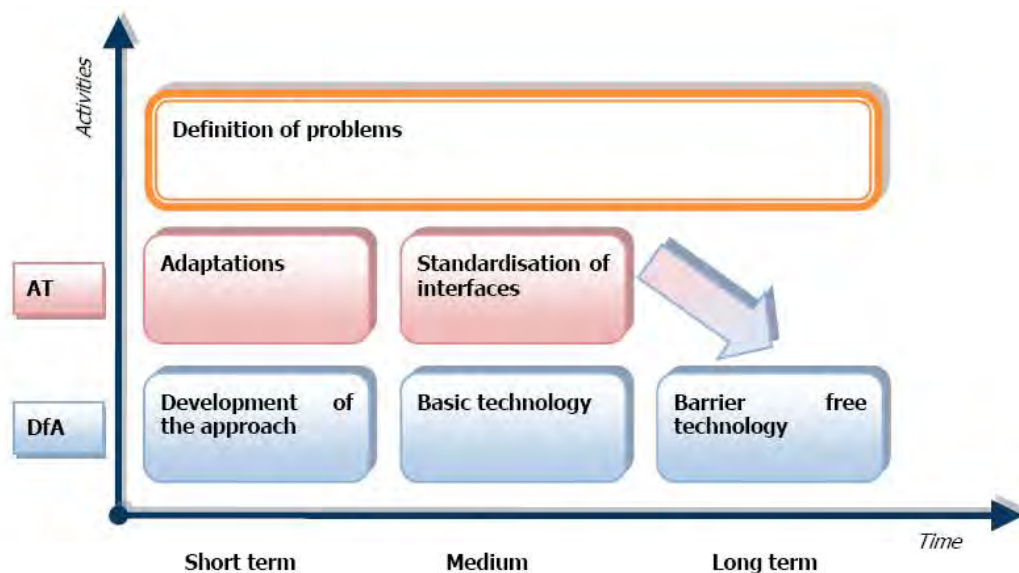 Activities
Definition of problems
AT
Adaptations
Standardisation of
interfaces
DfA
Development of
the approach
Basic technology
Barrier free
technology
Time
Short term
Medium
Long term